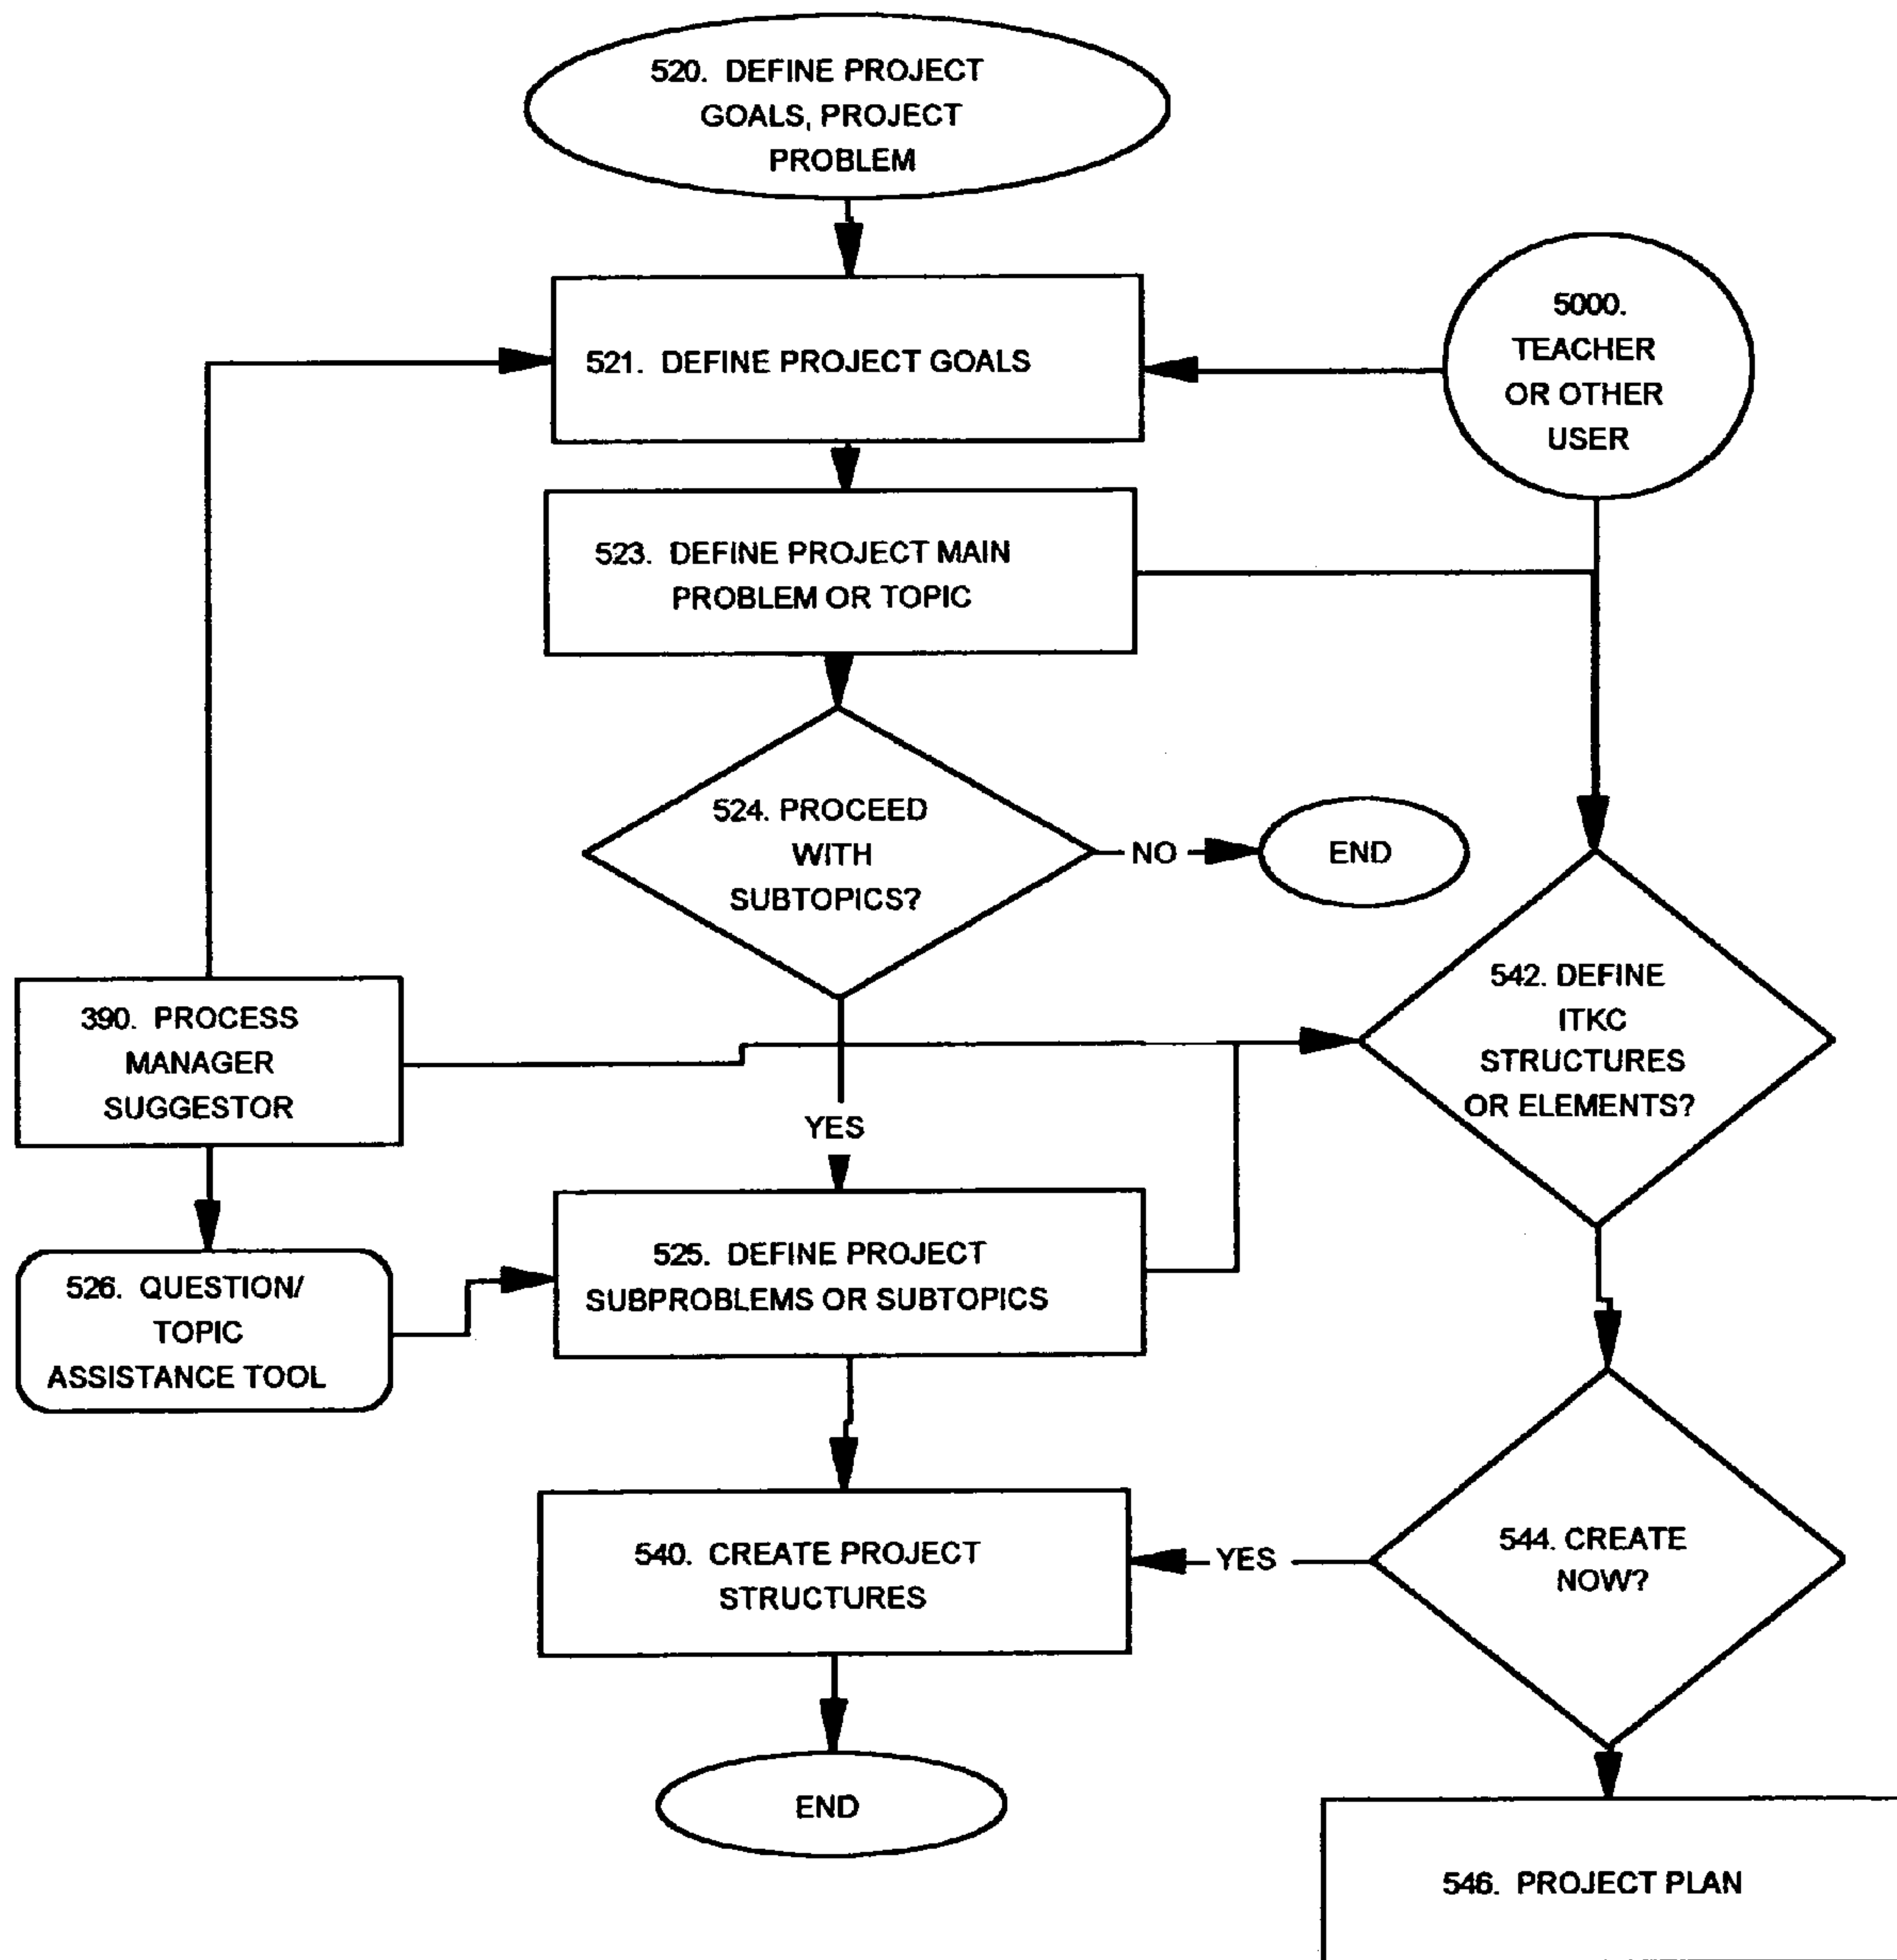 520. DEFINE PROJECT
GOALS, PROJECT
PROBLEM
5000.
TEACHER
OR OTHER
USER
521. DEFINE PROJECT GOALS
523. DEFINE PROJECT MAIN
PROBLEM OR TOPIC
524. PROCEED
WITH
SUBTOPICS?
NO
END
542. DEFINE
ITKC
STRUCTURES
OR ELEMENTS?
390. PROCESS
MANAGER
SUGGESTOR
YES
525. DEFINE PROJECT
SUBPROBLEMS OR SUBTOPICS
526. QUESTION/
TOPIC
ASSISTANCE TOOL
540. CREATE PROJECT
STRUCTURES
YES
544. CREATE
NOW?
END
546. PROJECT PLAN